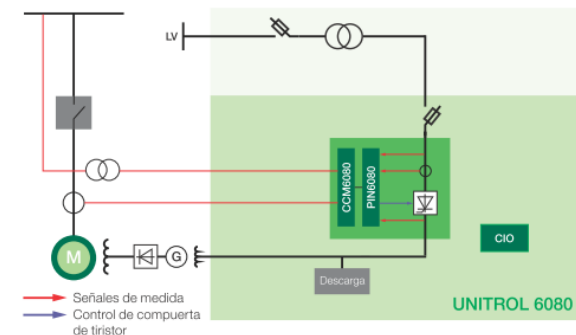 LV
CCM6080
PIN6080
CIO
M
G
Descarga
Señales de medida
Control de compuerta
de tiristor
UNITROL 6080